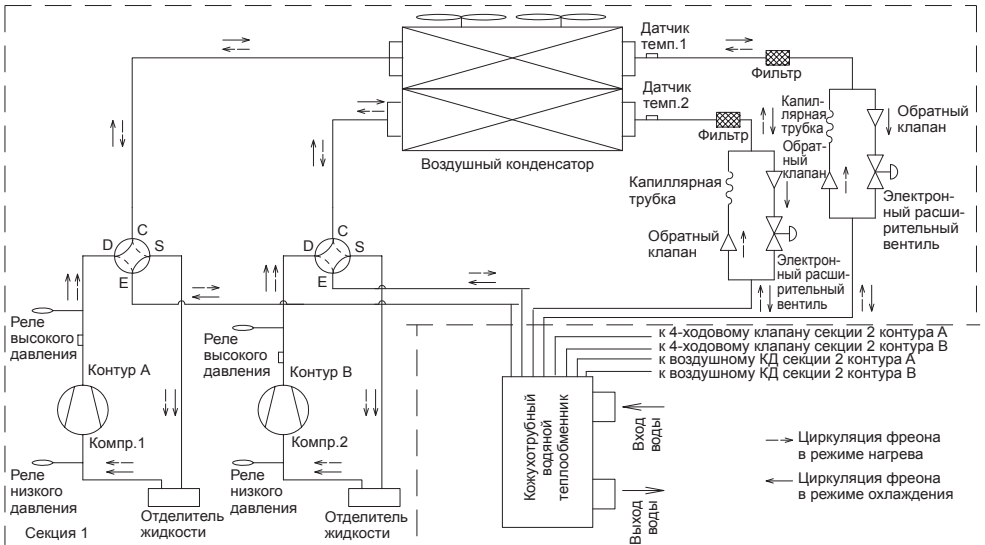 Датчик
темп.1
Фильтр
Датчик
темп.2
Фильтр
Капил-
лярная
трубка
Обратный
клапан
Обрат-
ный
клапан
Воздушный конденсатор
Капиллярная
трубка
Электрон-
ный расши-
рительный
вентиль
Обратный
клапан
Электрон-
ный расши-
рительный
вентиль
C
D
S
E
C
D
S
E
Реле
высокого
давления
Реле
высокого
давления
Контур A
Контур B
Компр.1
Компр.2
Реле
низкого
давления
Реле
низкого
давления
Отделитель
жидкости
Отделитель
жидкости
Секция 1
к 4-ходовому клапану секции 2 контура A
к 4-ходовому клапану секции 2 контура B
к воздушному КД секции 2 контура A
к воздушному КД секции 2 контура B
Кожухотрубный
водяной
теплообменник
Вход
воды
Выход
воды
Циркуляция фреона
в режиме нагрева
Циркуляция фреона
в режиме охлаждения